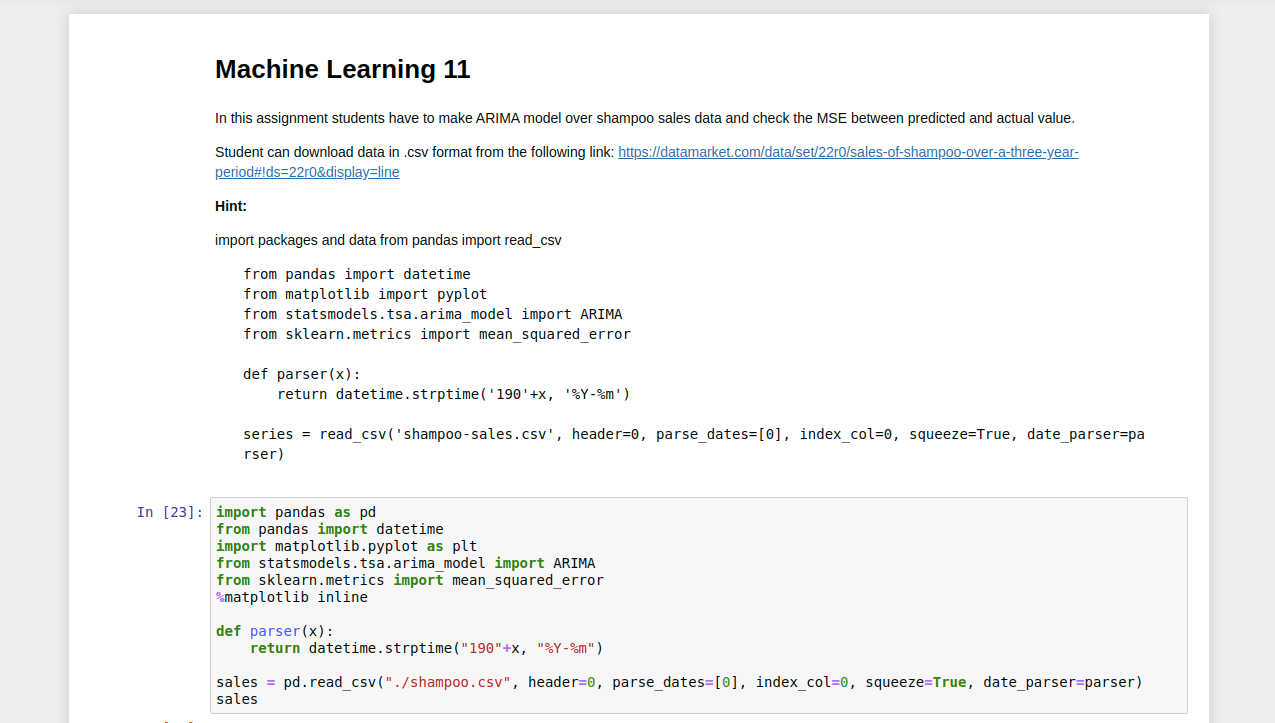 Machine Learning 11
In this assignment students have to make ARIMA model over shampoo sales data and check the MSE between predicted and actual value.
Student can download data in .csv format from the following link: https://datamarket.com/data/set/22r0/sales-of-shampoo-over-a-three-year-
period#!ds=22r0&display=line
Hint:
import packages and data from pandas import read_csv
from pandas import datetime
from matplotlib import pyplot
from statsmodels.tsa.arima_model import ARIMA
from sklearn.metrics import mean_squared_error
def parser(x):
    return datetime.strptime('190'+x, '%Y-%m')
series = read_csv('shampoo-sales.csv', header=0, parse_dates=[0], index_col=0, squeeze=True, date_parser=pa
rser)
In [23]: import pandas as pd
from pandas import datetime
import matplotlib.pyplot as plt
from statsmodels.tsa.arima_model import ARIMA
from sklearn.metrics import mean_squared_error
%matplotlib inline
def parser(x):
    return datetime.strptime("190"+x, "%Y-%m")
sales = pd.read_csv("./shampoo.csv", header=0, parse_dates=[0], index_col=0, squeeze=True, date_parser=parser)
sales